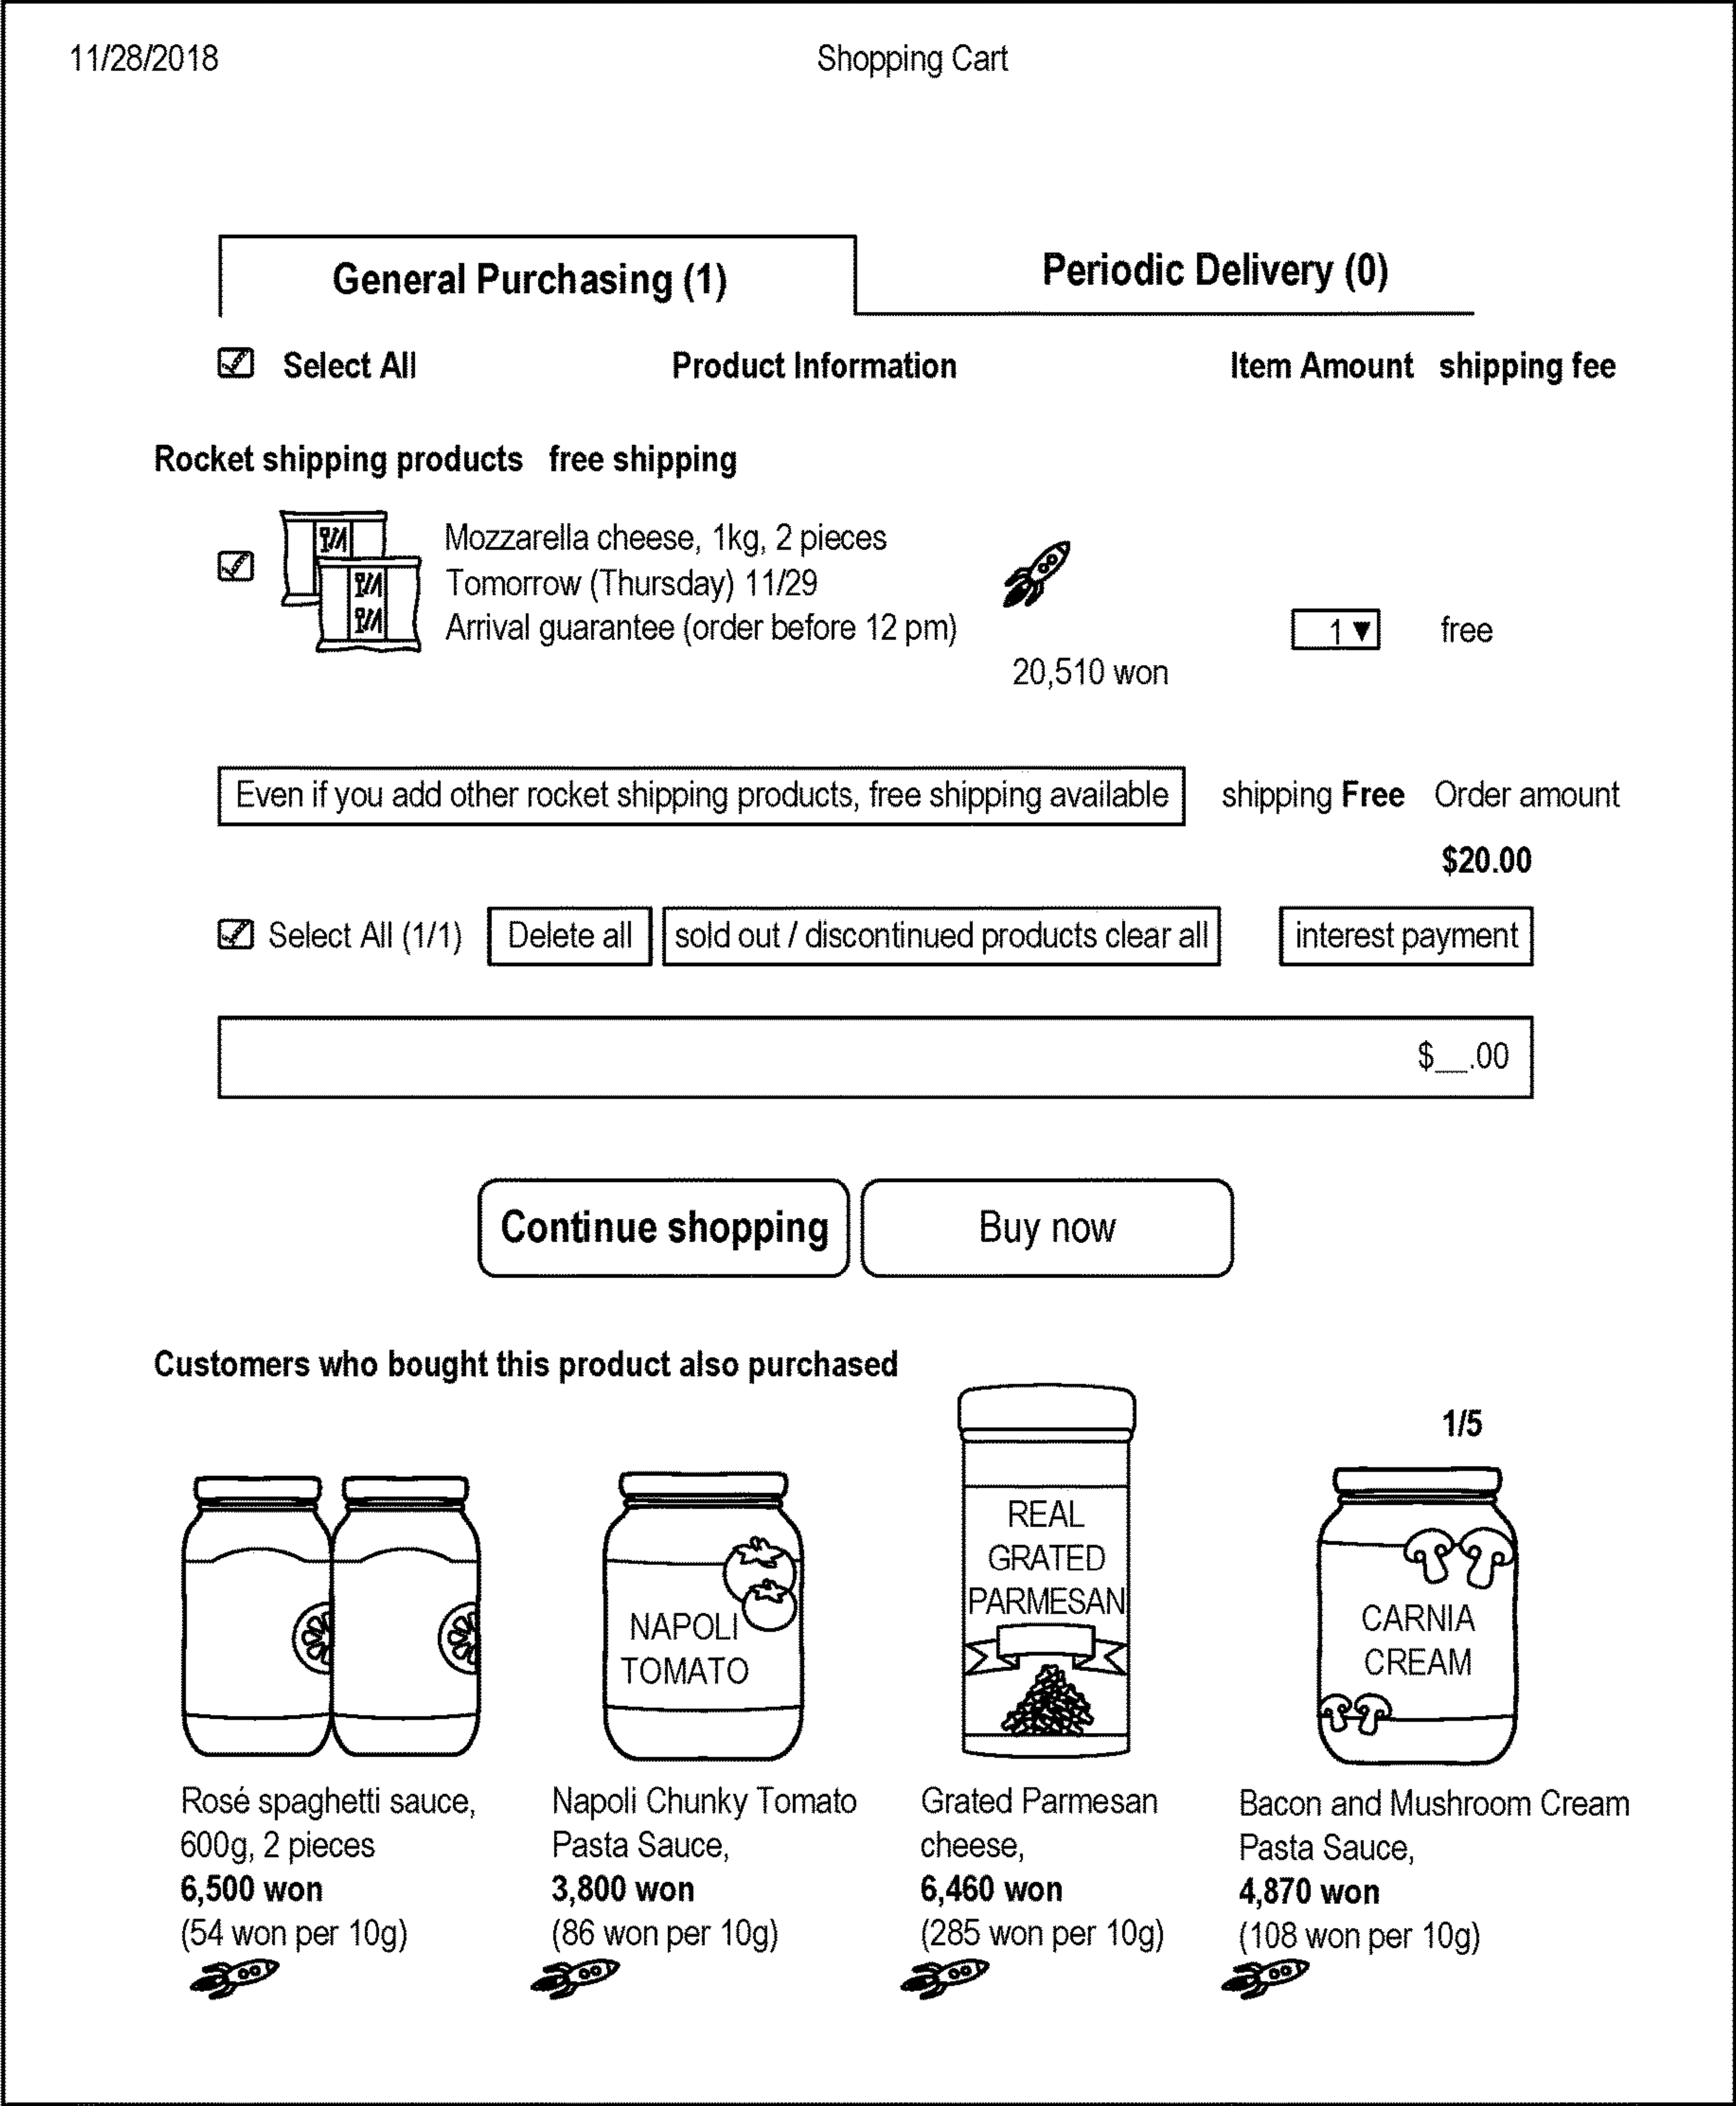 11/28/2018 Shopping Cart
General Purchasing (1) Periodic Delivery (0)
Select All Product Information Item Amount shipping fee
Rocket shipping products free shipping
Mozzarella cheese, 1kg, 2 pieces
Tomorrow (Thursday) 11/29
Arrival guarantee (order before 12 pm)
1▼ free
20,510 won
Even if you add other rocket shipping products, free shipping available shipping Free Order amount
$20.00
Select All (1/1) Delete all sold out / discontinued products clear all interest payment
$__.00
Continue shopping Buy now
Customers who bought this product also purchased
1/5
NAPOLI
TOMATO
REAL
GRATED
PARMESAN
CARNIA
CREAM
Rosé spaghetti sauce,
600g, 2 pieces
6,500 won
(54 won per 10g)
Napoli Chunky Tomato
Pasta Sauce,
3,800 won
(86 won per 10g)
Grated Parmesan
cheese,
6,460 won
(285 won per 10g)
Bacon and Mushroom Cream
Pasta Sauce,
4,870 won
(108 won per 10g)